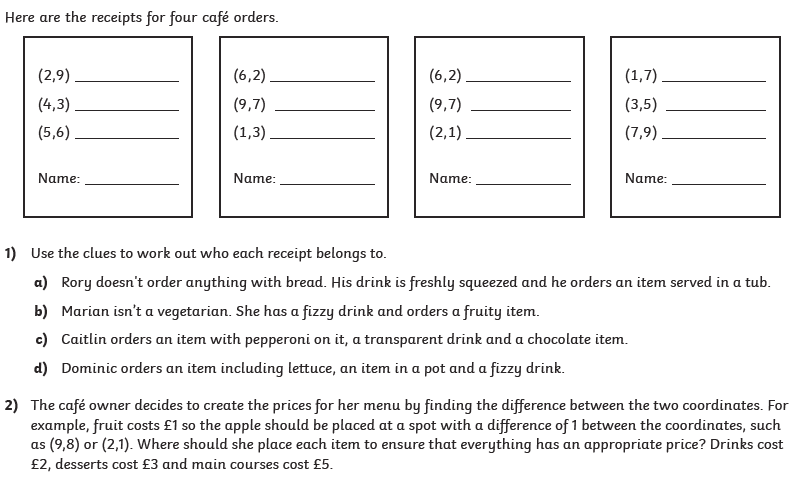 Here are the receipts for four café orders.
(2,9) (6,2) (6,2) (1,7)
(4,3) (9,7) (9,7) (3,5)
(5,6) (1,3) (2,1) (7,9)
Name: Name: Name: Name:
1) Use the clues to work out who each receipt belongs to.
a) Rory doesn't order anything with bread. His drink is freshly squeezed and he orders an item served in a tub.
b) Marian isn't a vegetarian. She has a fizzy drink and orders a fruity item.
c) Caitlin orders an item with pepperoni on it, a transparent drink and a chocolate item.
d) Dominic orders an item including lettuce, an item in a pot and a fizzy drink.
2) The café owner decides to create the prices for her menu by finding the difference between the two coordinates. For
example, fruit costs £1 so the apple should be placed at a spot with a difference of 1 between the coordinates, such
as (9,8) or (2,1). Where should she place each item to ensure that everything has an appropriate price? Drinks cost
£2, desserts cost £3 and main courses cost £5.